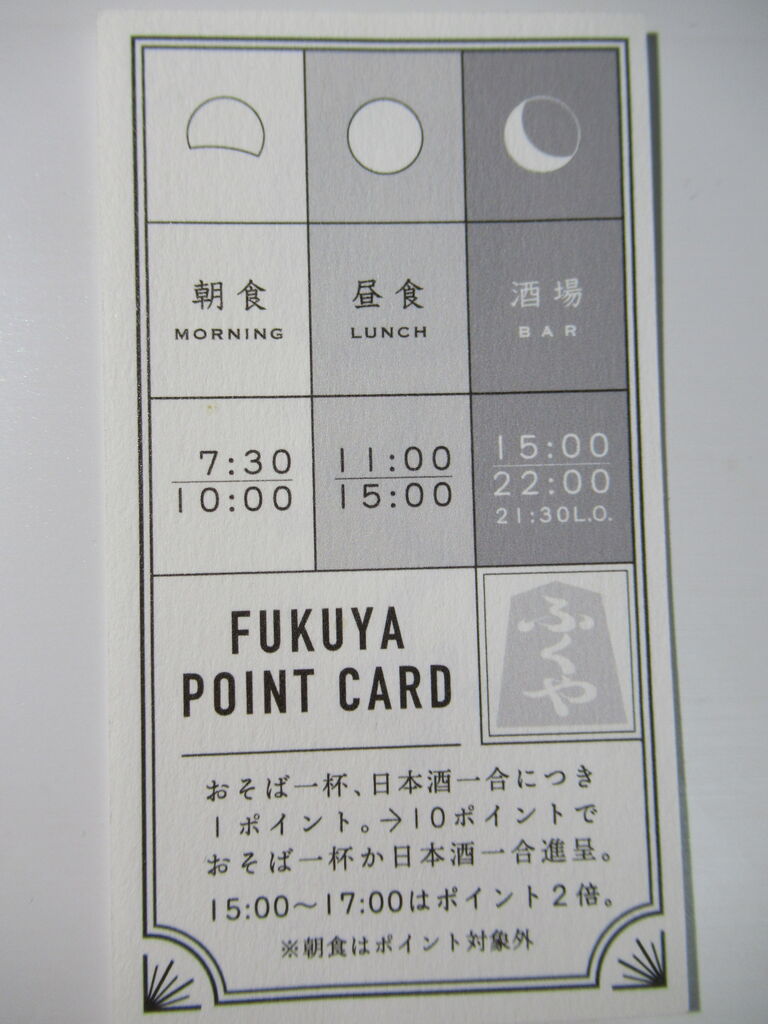 朝食 昼食 酒場
MORNING LUNCH BAR
7:30 11:00 15:00
10:00 15:00 22:00
21:30L.O.
FUKUYA
POINT CARD
ふくや
おそば一杯、日本酒一合につき
1ポイント。→10ポイントで
おそば一杯か日本酒一合進呈。
15:00〜17:00はポイント2倍。
※朝食はポイント対象外